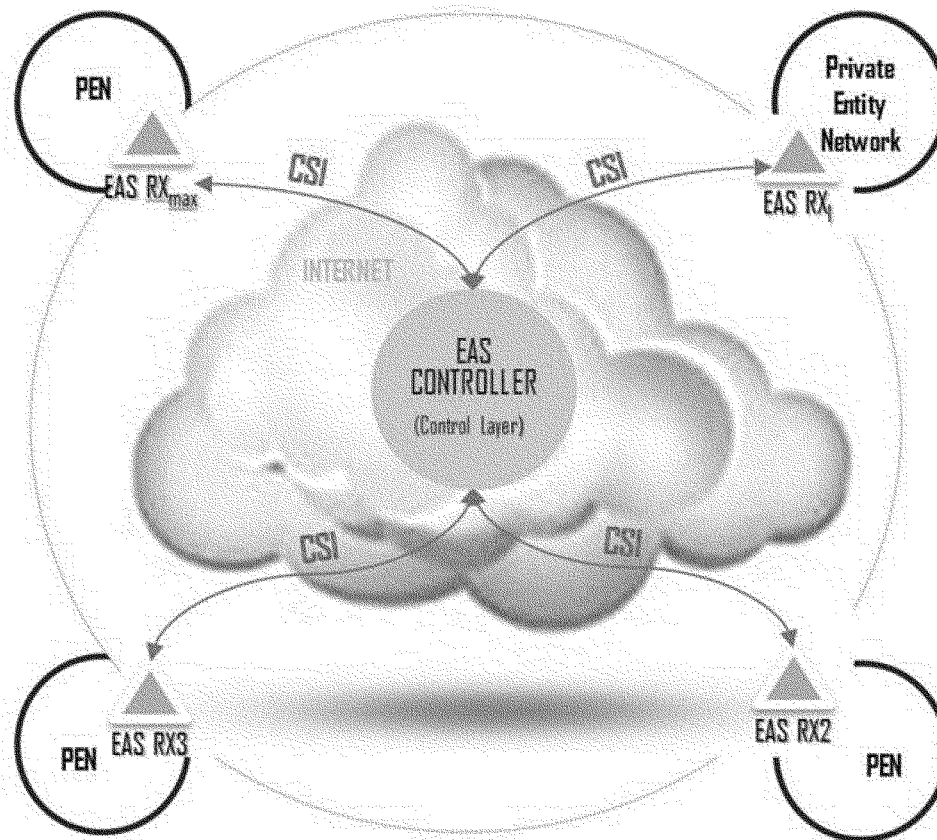 PEN
EAS RXmax
CSI
CSI
Private
Entity
Network
EAS RX1
INTERNET
EAS
CONTROLLER
(Control Layer)
CSI
CSI
PEN
EAS RX3
EAS RX2
PEN